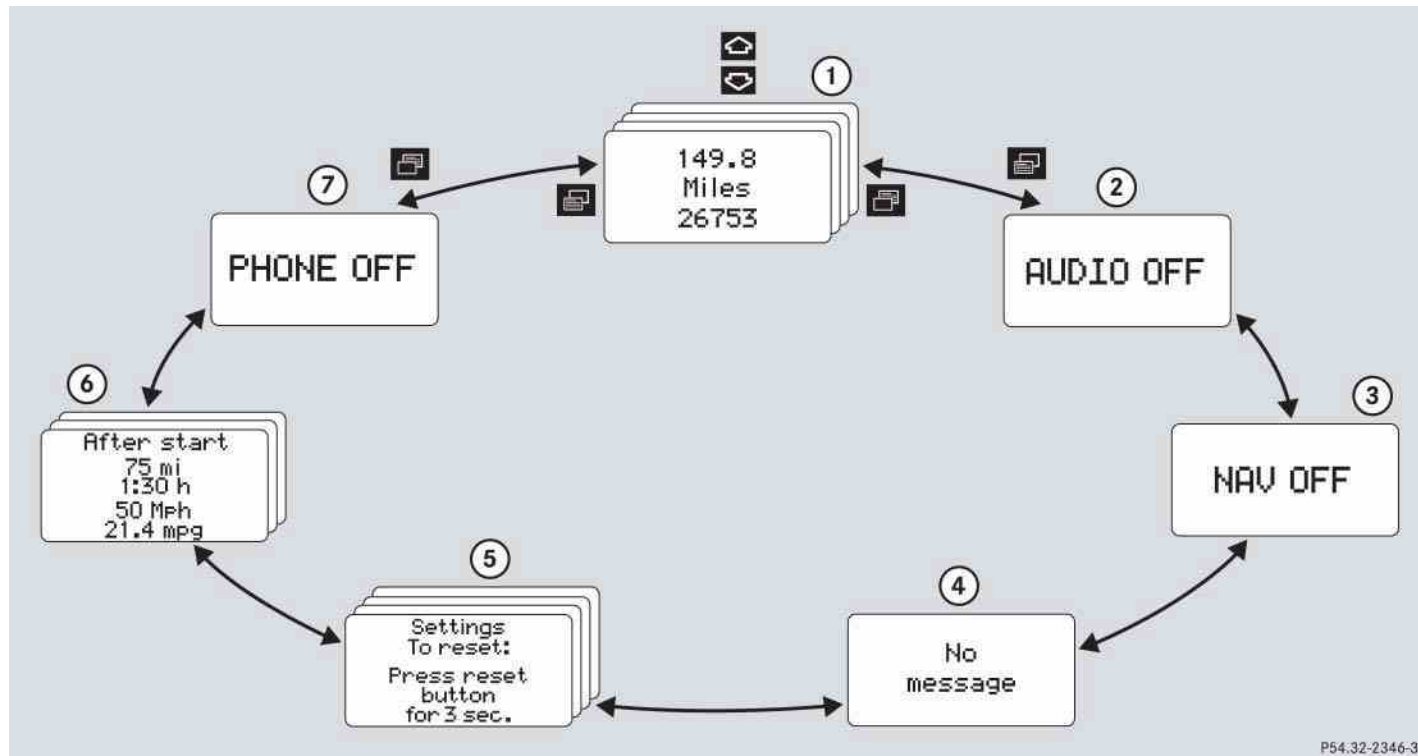 1
149.8
Miles
26753
2
AUDIO OFF
3
NAV OFF
4
No
message
5
Settings
To reset:
Press reset
button
for 3 sec.
6
After start
75 mi
1:30 h
50 Mph
21.4 mpg
7
PHONE OFF
P54.32-2346-3